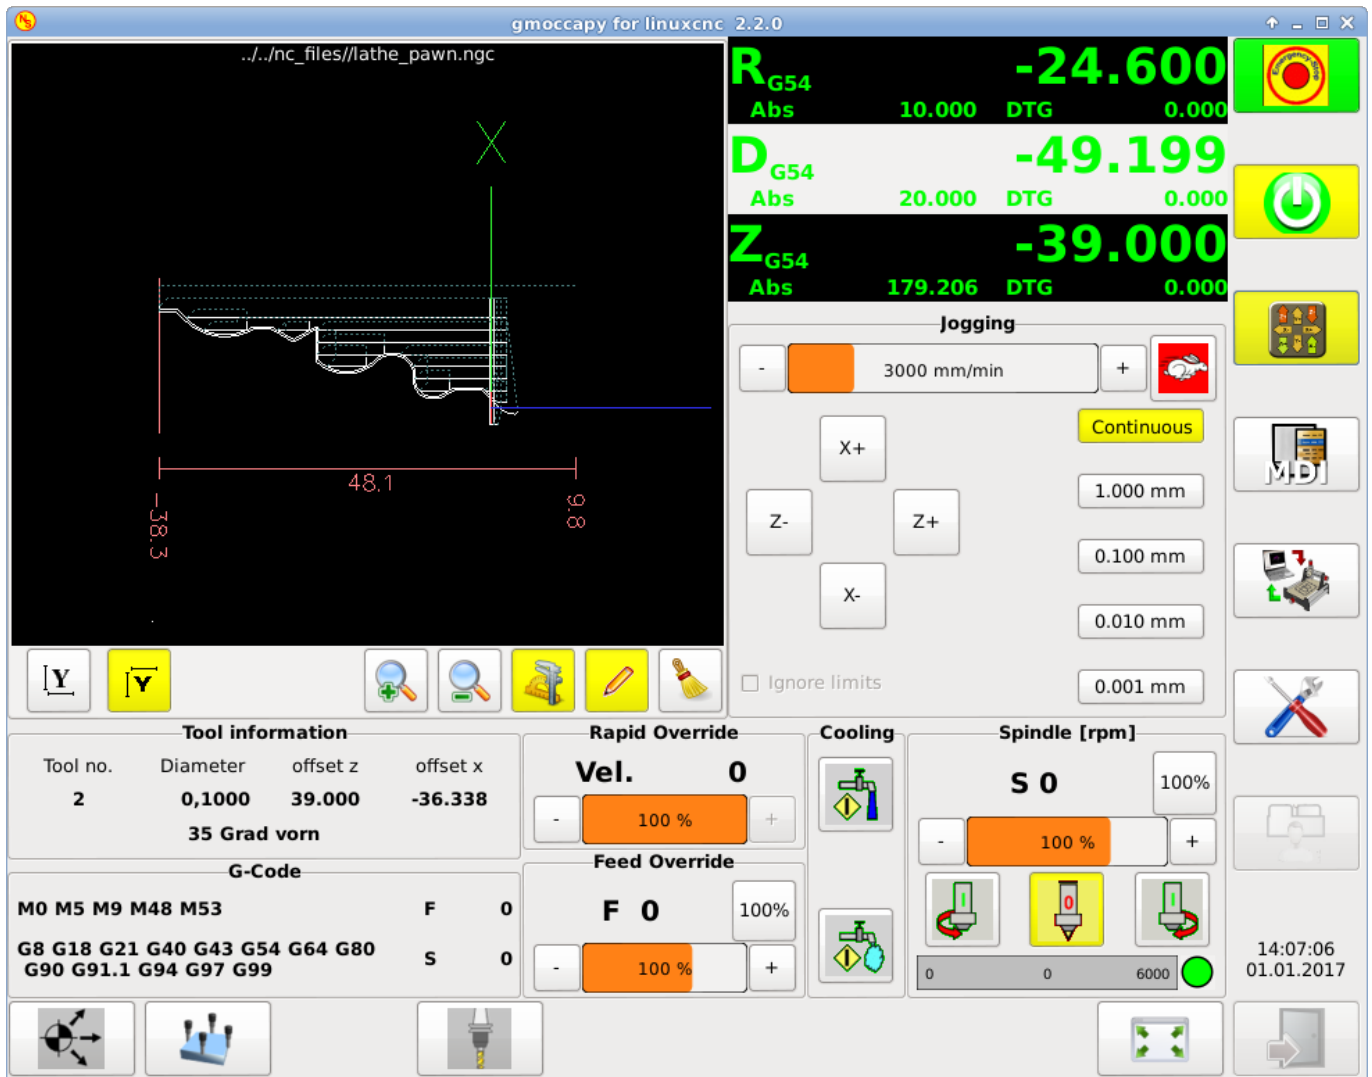 gmoccapy for linuxcnc 2.2.0
../../nc_files//lathe_pawn.ngc
X
48.1
-38.3
9.8
R G54 -24.600
Abs 10.000 DTG 0.000
D G54 -49.199
Abs 20.000 DTG 0.000
Z G54 -39.000
Abs 179.206 DTG 0.000
Emergency-Stop
Jogging
- 3000 mm/min +
Continuous
X+
1.000 mm
Z- Z+
0.100 mm
X-
0.010 mm
Ignore limits
0.001 mm
MDI
Y Y
Tool information
Tool no. Diameter offset z offset x
2 0,1000 39.000 -36.338
35 Grad vorn
G-Code
M0 M5 M9 M48 M53 F 0
G8 G18 G21 G40 G43 G54 G64 G80
G90 G91.1 G94 G97 G99
S 0
Rapid Override
Vel. 0
- 100 % +
Feed Override
F 0 100%
- 100 % +
Cooling
Spindle [rpm]
S 0 100%
- 100 % +
I 0 I
0 0 6000
14:07:06
01.01.2017